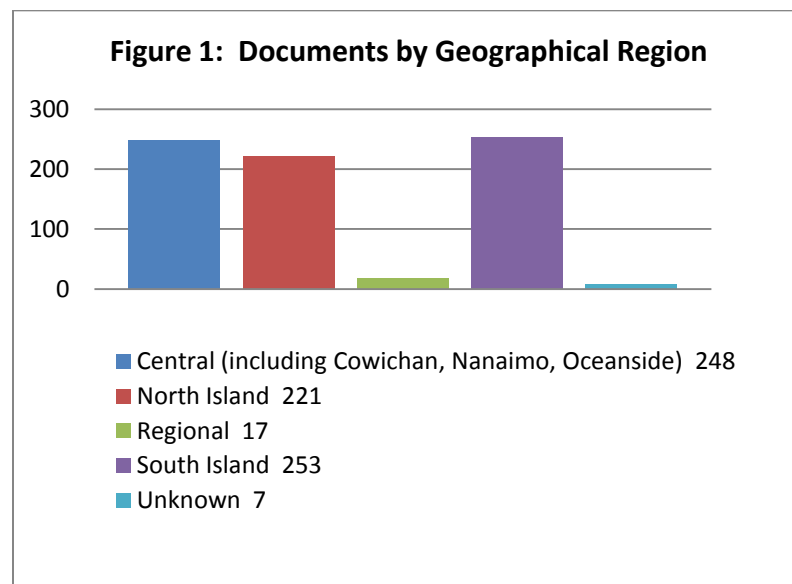 Figure 1:  Documents by Geographical Region
300
200
100
0
Central (including Cowichan, Nanaimo, Oceanside)  248
North Island  221
Regional  17
South Island  253
Unknown  7